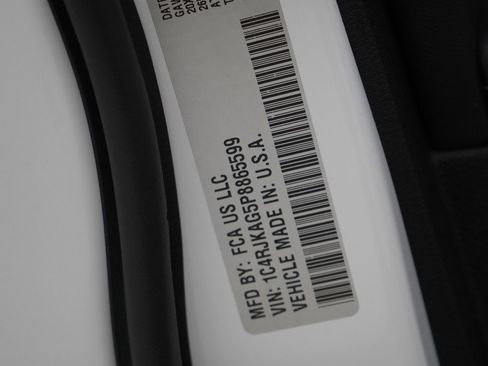 MFD BY: FCA US LLC
VIN: 1C4RJKAG5P8865599
VEHICLE MADE IN: U.S.A.